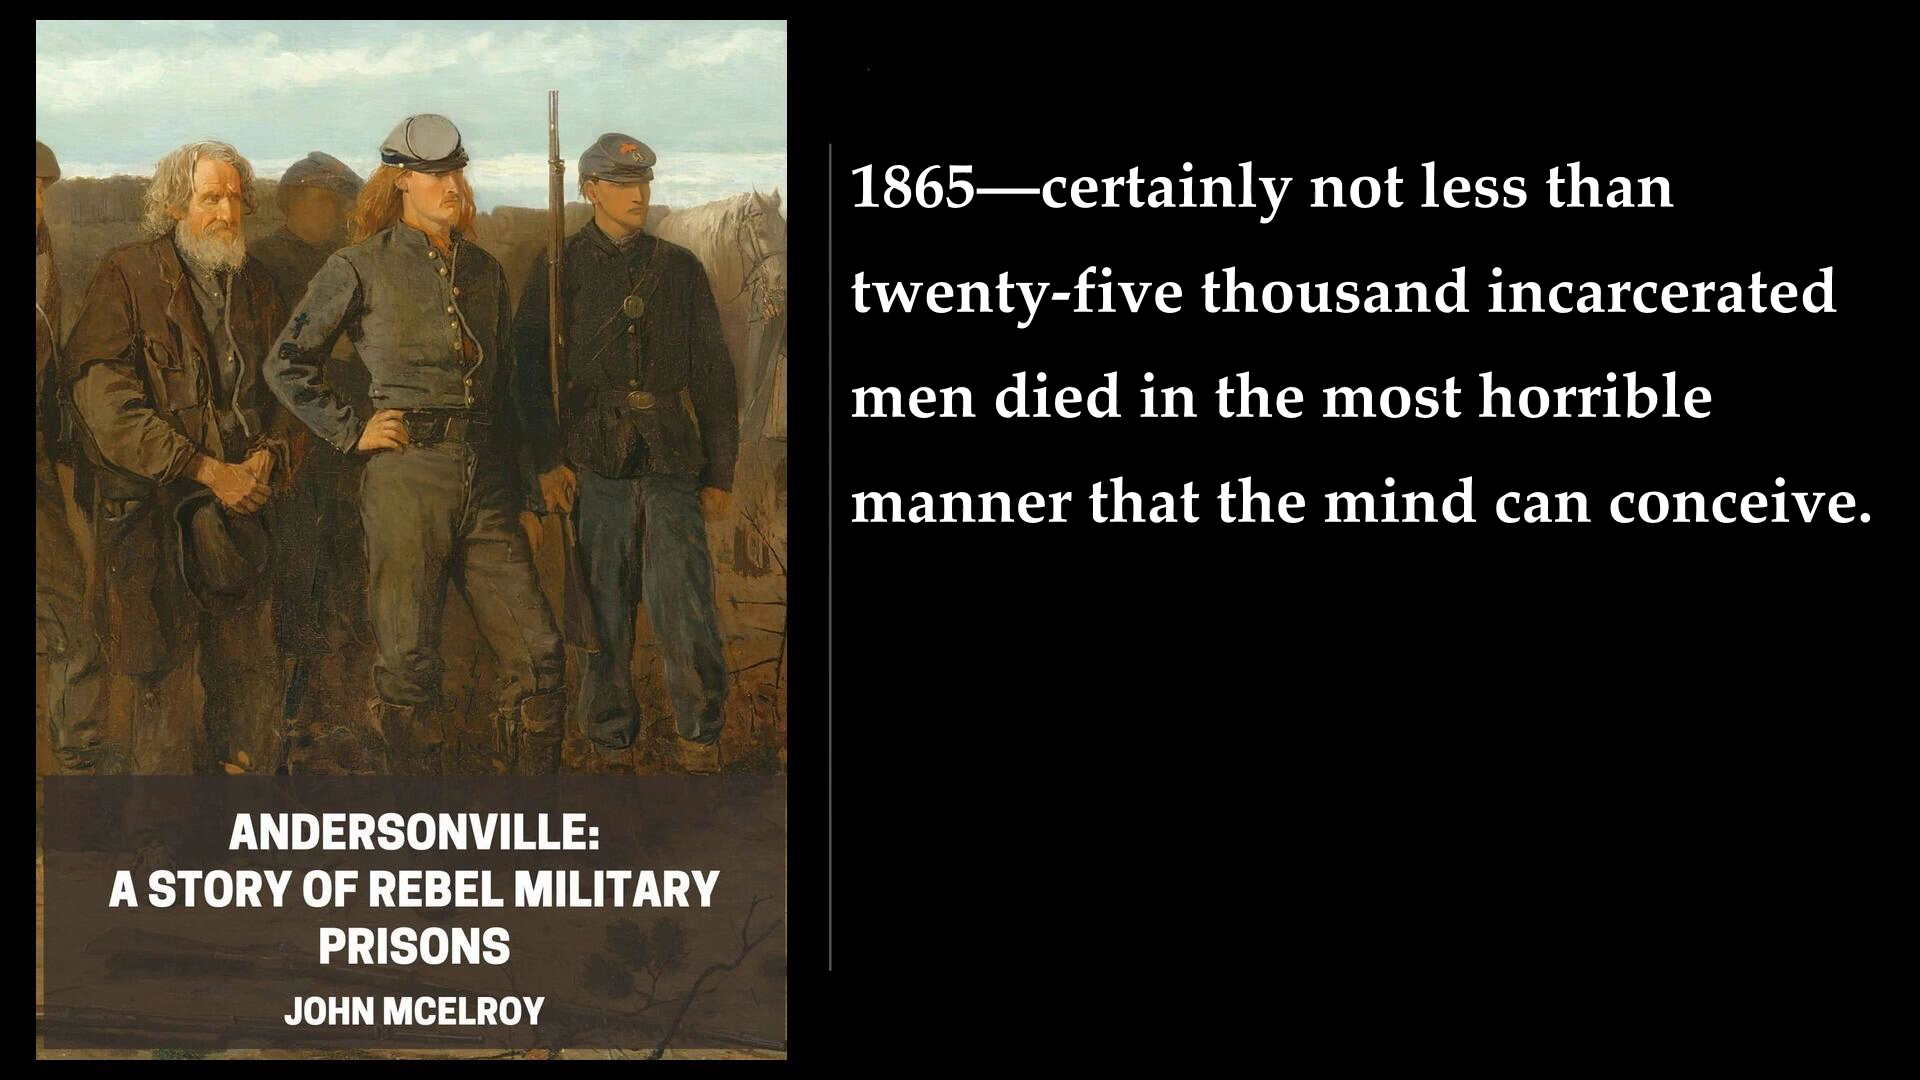 1865—certainly not less than
twenty-five thousand incarcerated
men died in the most horrible
manner that the mind can conceive.
ANDERSONVILLE:
A STORY OF REBEL MILITARY
PRISONS
JOHN MCELROY